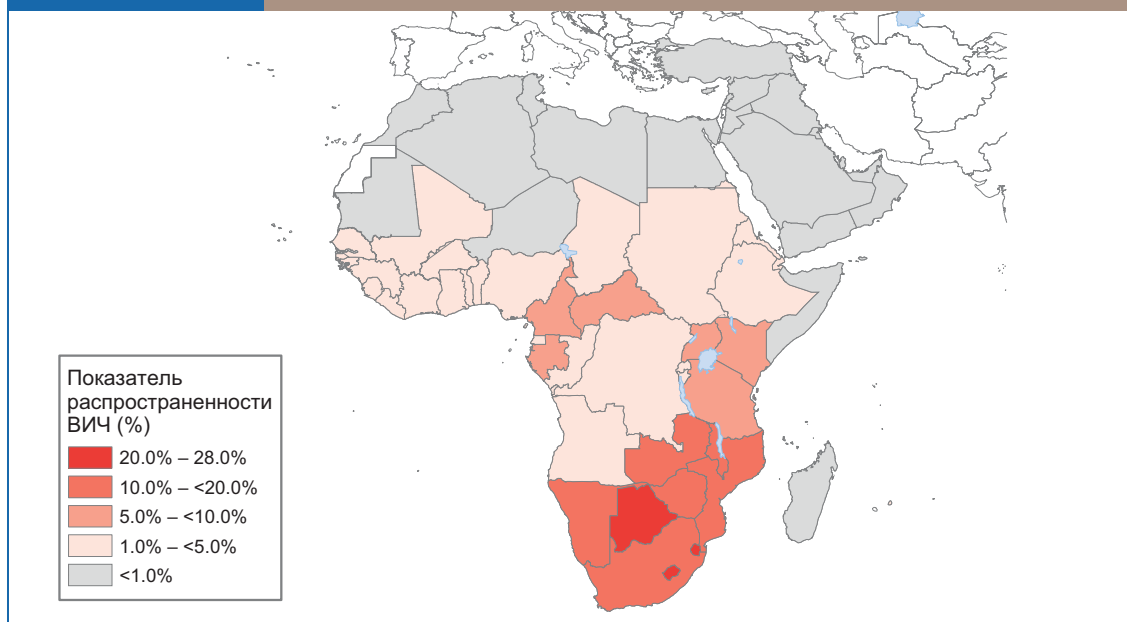 Показатель
распространенности
ВИЧ (%)
20.0% – 28.0%
10.0% – <20.0%
5.0% – <10.0%
1.0% – <5.0%
<1.0%